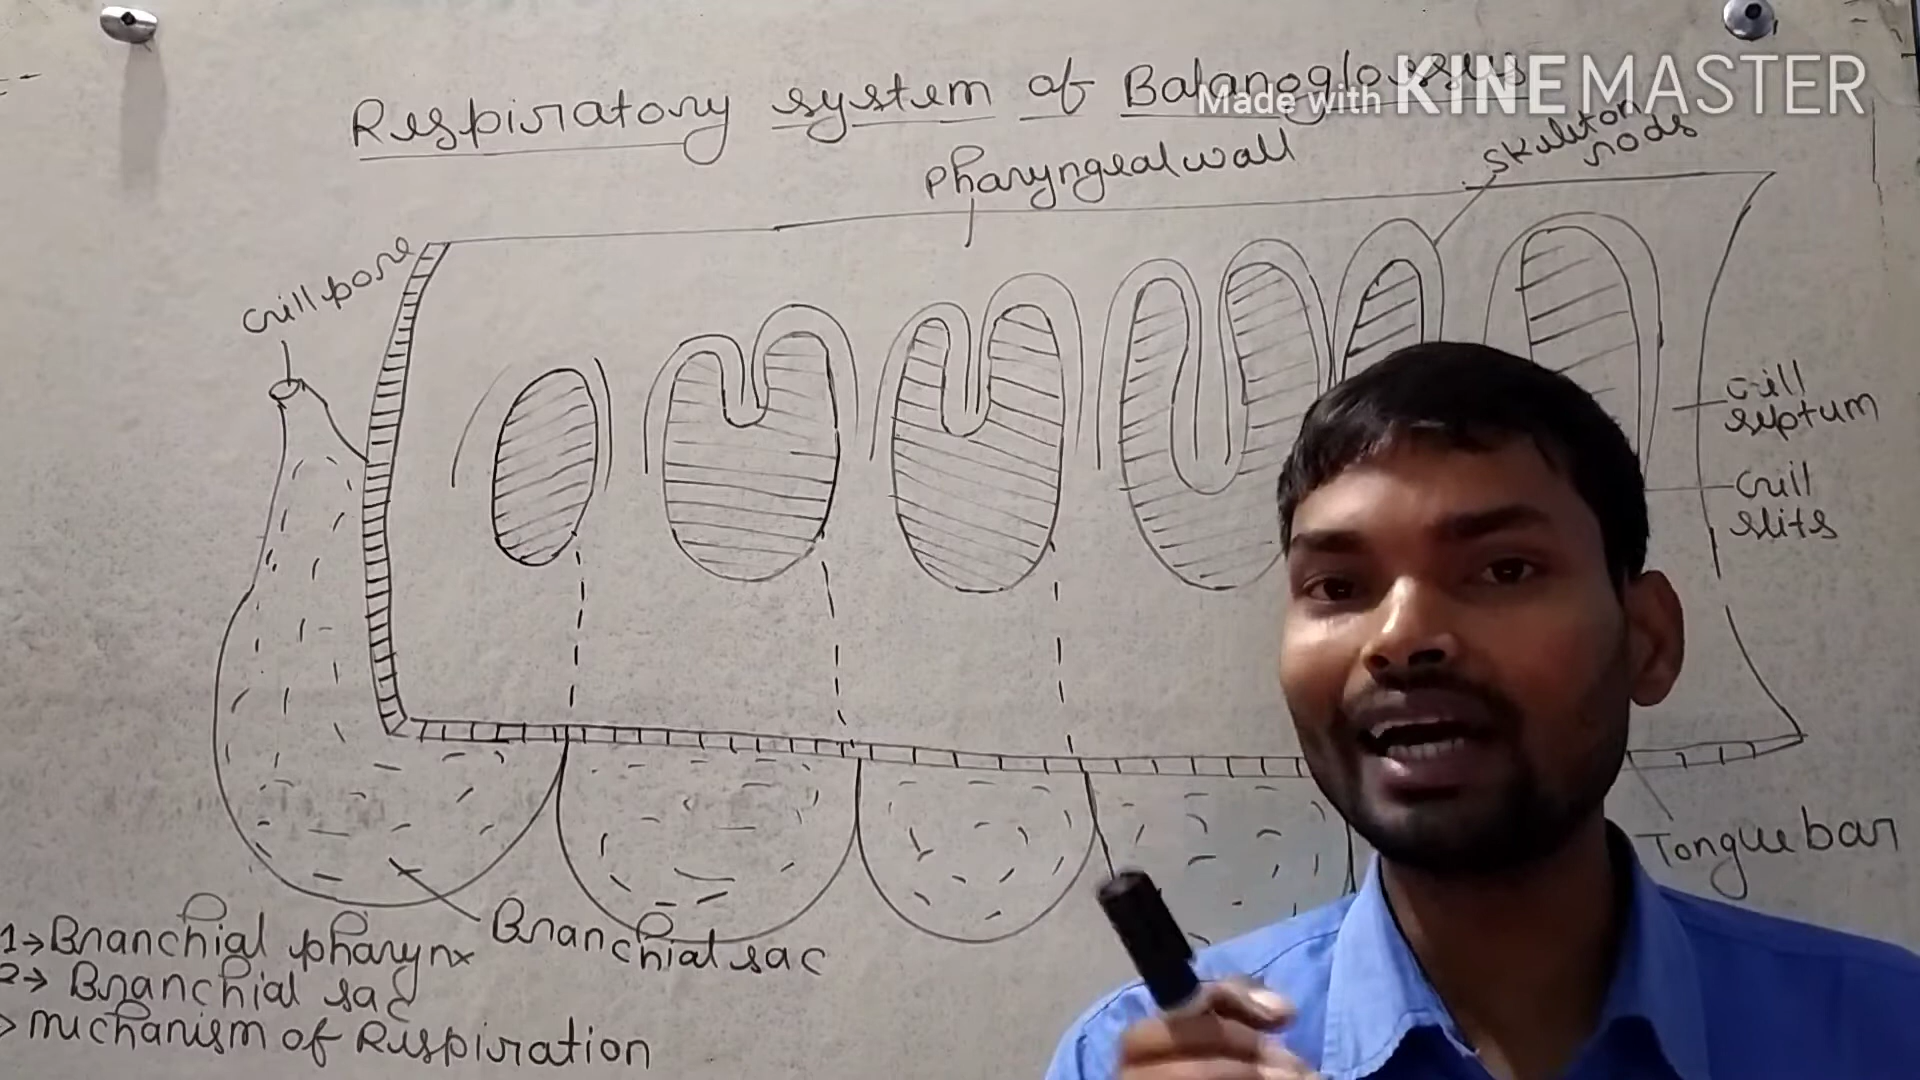 Respiratory system of Balanoglossus
Made with KINEMASTER
Pharyngeal wall
Skeleton
rods
Gill pore
Gill
septum
Gill
slits
Tongue bar
Branchial sac
1→Branchial pharynx
2→ Branchial sac
→ mechanism of Respiration